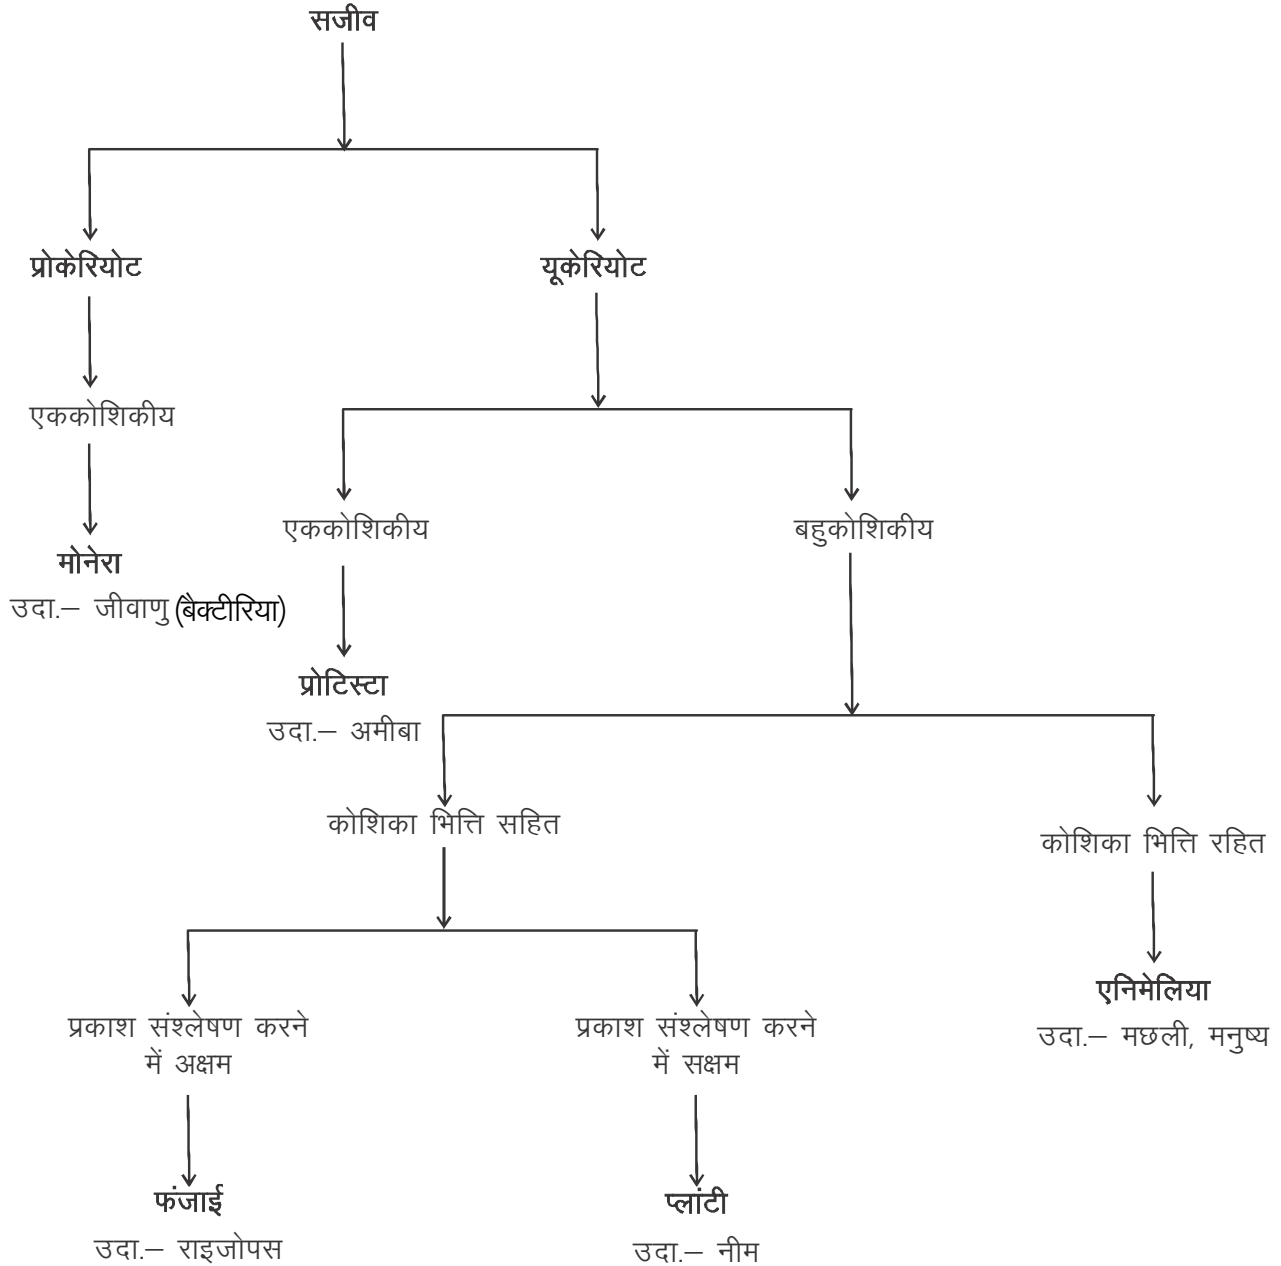 सजीव
प्रोकेरियोट
यूकेरियोट
एककोशिकीय
एककोशिकीय
बहुकोशिकीय
मोनेरा
उदा.– जीवाणु (बैक्टीरिया)
प्रोटिस्टा
उदा.– अमीबा
कोशिका भित्ति सहित
कोशिका भित्ति रहित
एनिमेलिया
उदा.– मछली, मनुष्य
प्रकाश संश्लेषण करने
में अक्षम
प्रकाश संश्लेषण करने
में सक्षम
फंजाई
उदा.– राइजोपस
प्लांटी
उदा.– नीम